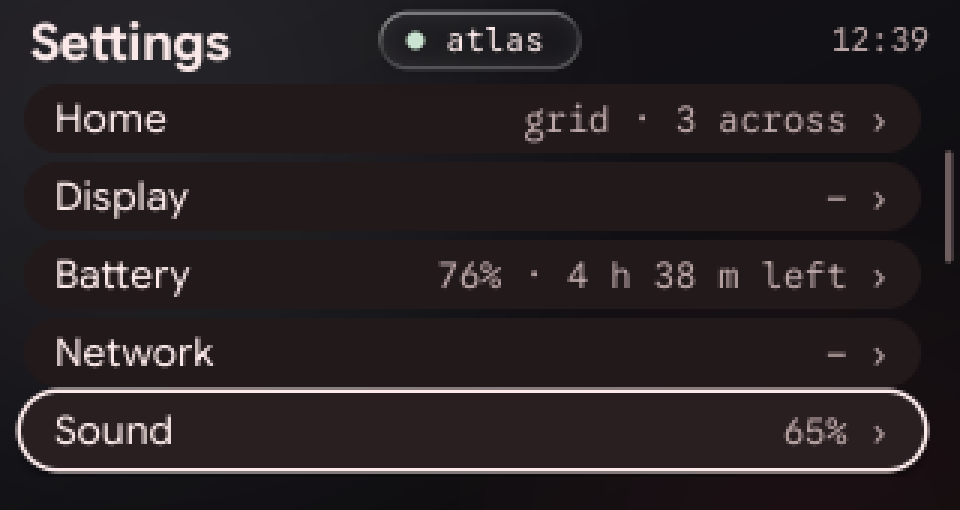 Settings
atlas
12:39
Home grid · 3 across ›
Display – ›
Battery 76% · 4 h 38 m left ›
Network – ›
Sound 65% ›